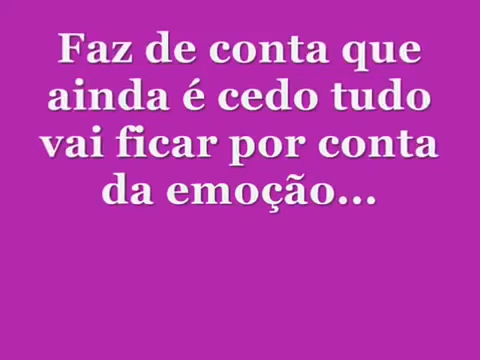 Faz de conta que
ainda é cedo tudo
vai ficar por conta
da emoção...